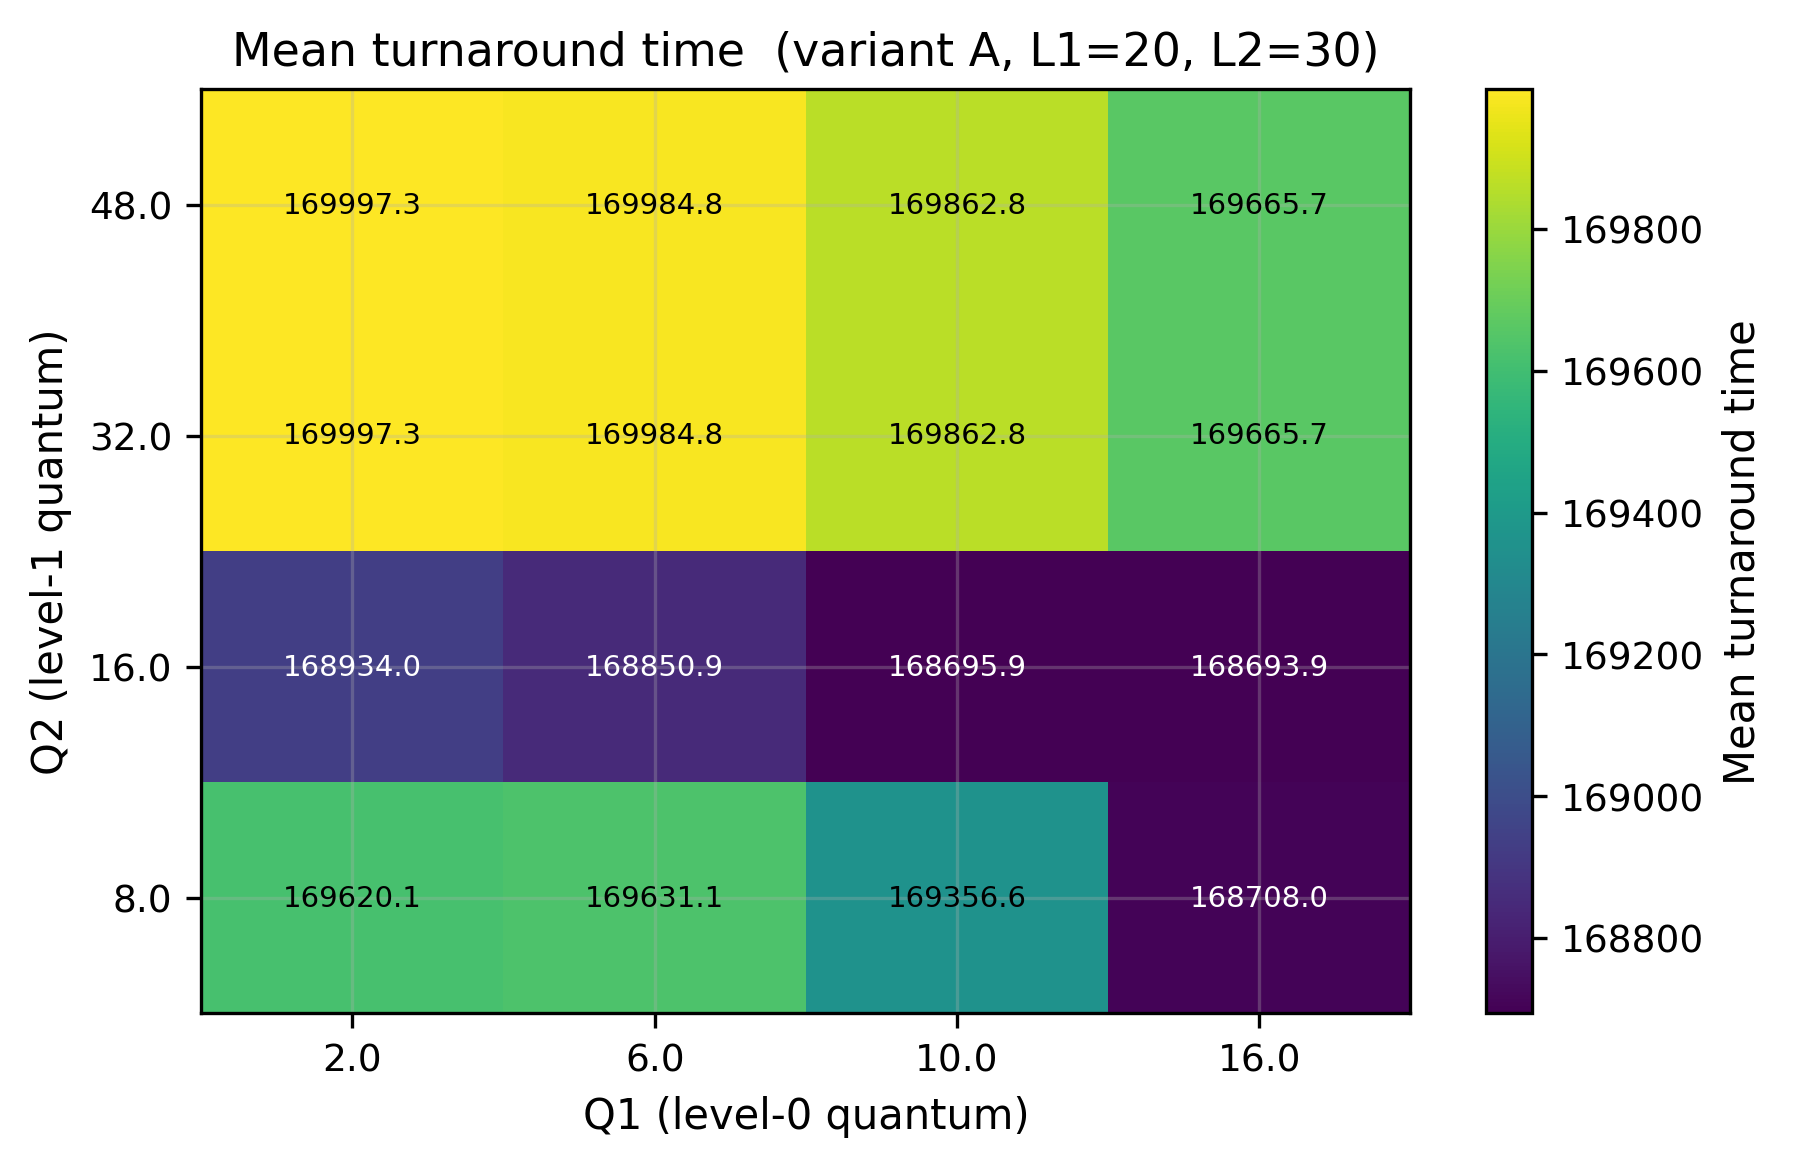 Mean turnaround time  (variant A, L1=20, L2=30)
48.0
169997.3 169984.8 169862.8 169665.7
32.0
169997.3 169984.8 169862.8 169665.7
16.0
168934.0 168850.9 168695.9 168693.9
8.0
169620.1 169631.1 169356.6 168708.0
2.0 6.0 10.0 16.0
Q1 (level-0 quantum)
Q2 (level-1 quantum)
169800
169600
169400
169200
169000
168800
Mean turnaround time